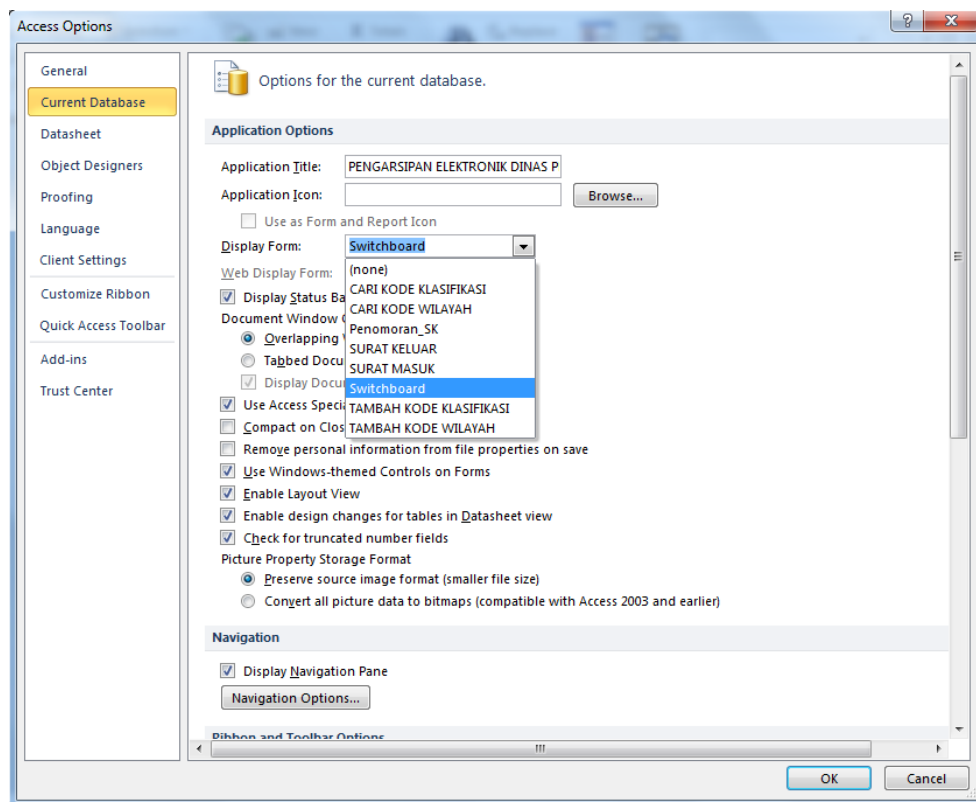 Access Options
General
Current Database
Datasheet
Object Designers
Proofing
Language
Client Settings
Customize Ribbon
Quick Access Toolbar
Add-ins
Trust Center
Options for the current database.
Application Options
Application Title: PENGARSIPAN ELEKTRONIK DINAS P
Application Icon: Browse...
Use as Form and Report Icon
Display Form: Switchboard
Web Display Form: (none)
CARI KODE KLASIFIKASI
Display Status Ba
CARI KODE WILAYAH
Document Window
Penomoran_SK
Overlapping
SURAT KELUAR
Tabbed Docu
SURAT MASUK
Display Docu
Switchboard
Use Access Speci
TAMBAH KODE KLASIFIKASI
Compact on Clos
TAMBAH KODE WILAYAH
Remove personal information from file properties on save
Use Windows-themed Controls on Forms
Enable Layout View
Enable design changes for tables in Datasheet view
Check for truncated number fields
Picture Property Storage Format
Preserve source image format (smaller file size)
Convert all picture data to bitmaps (compatible with Access 2003 and earlier)
Navigation
Display Navigation Pane
Navigation Options...
Ribbon and Toolbar Options
OK Cancel